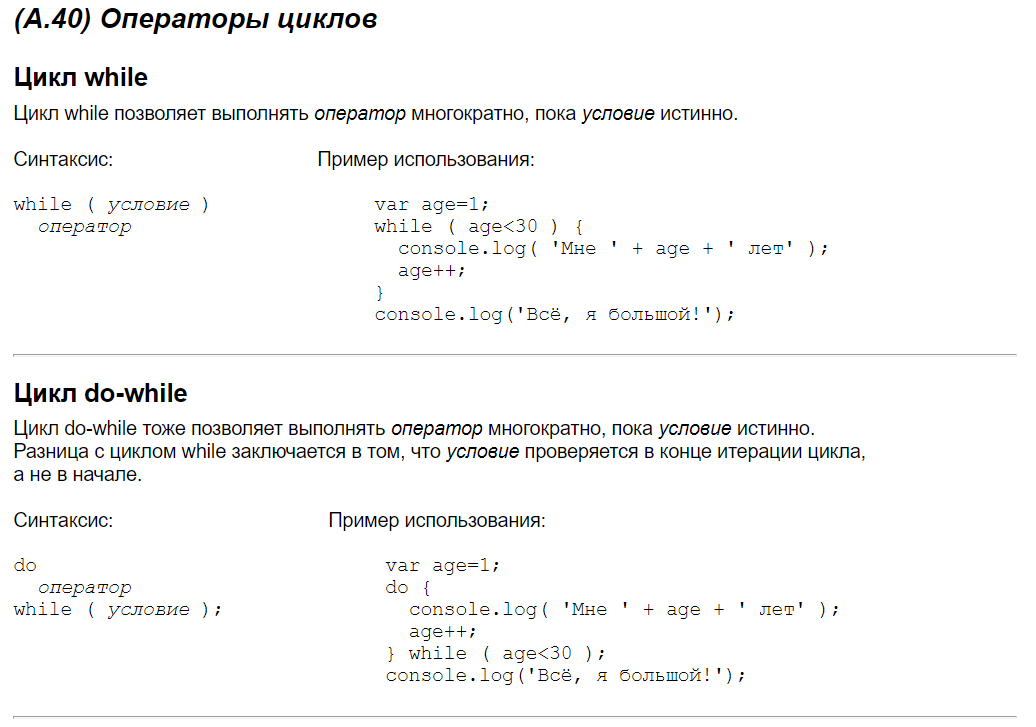 (A.40) Операторы циклов
Цикл while
Цикл while позволяет выполнять оператор многократно, пока условие истинно.
Синтаксис:
Пример использования:
while ( условие )
оператор
var age=1;
while ( age<30 ) {
console.log( 'Мне ' + age + ' лет' );
age++;
}
console.log('Всё, я большой!');
Цикл do-while
Цикл do-while тоже позволяет выполнять оператор многократно, пока условие истинно.
Разница с циклом while заключается в том, что условие проверяется в конце итерации цикла,
а не в начале.
Синтаксис:
Пример использования:
do
оператор
while ( условие );
var age=1;
do {
console.log( 'Мне ' + age + ' лет' );
age++;
} while ( age<30 );
console.log('Всё, я большой!');